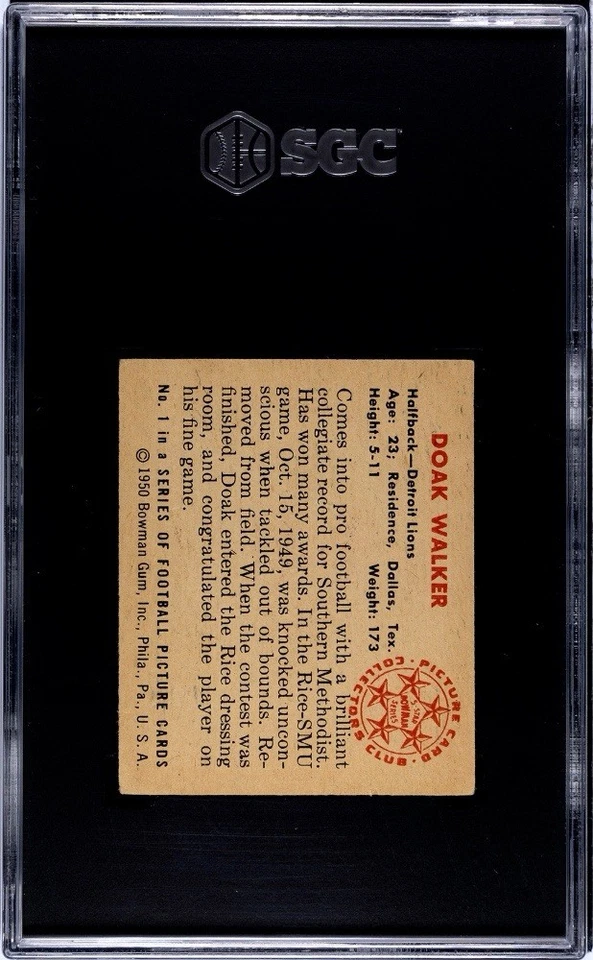 SGC
DOAK WALKER
Halfback—Detroit Lions
Age: 23; Residence, Dallas, Tex.
Height: 5-11 Weight: 173
PICTURE CARD COLLECTORS CLUB
5-STAR
BOWMAN
SERIES
Comes into pro football with a brilliant
collegiate record for Southern Methodist.
Has won many awards. In the Rice-SMU
game, Oct. 15, 1949, was knocked uncon-
scious when tackled out of bounds. Re-
moved from field. When the contest was
finished, Doak entered the Rice dressing
room, and congratulated the player on
his fine game.
No. 1 in a SERIES OF FOOTBALL PICTURE CARDS
© 1950 Bowman Gum, Inc., Phila., Pa., U. S. A.